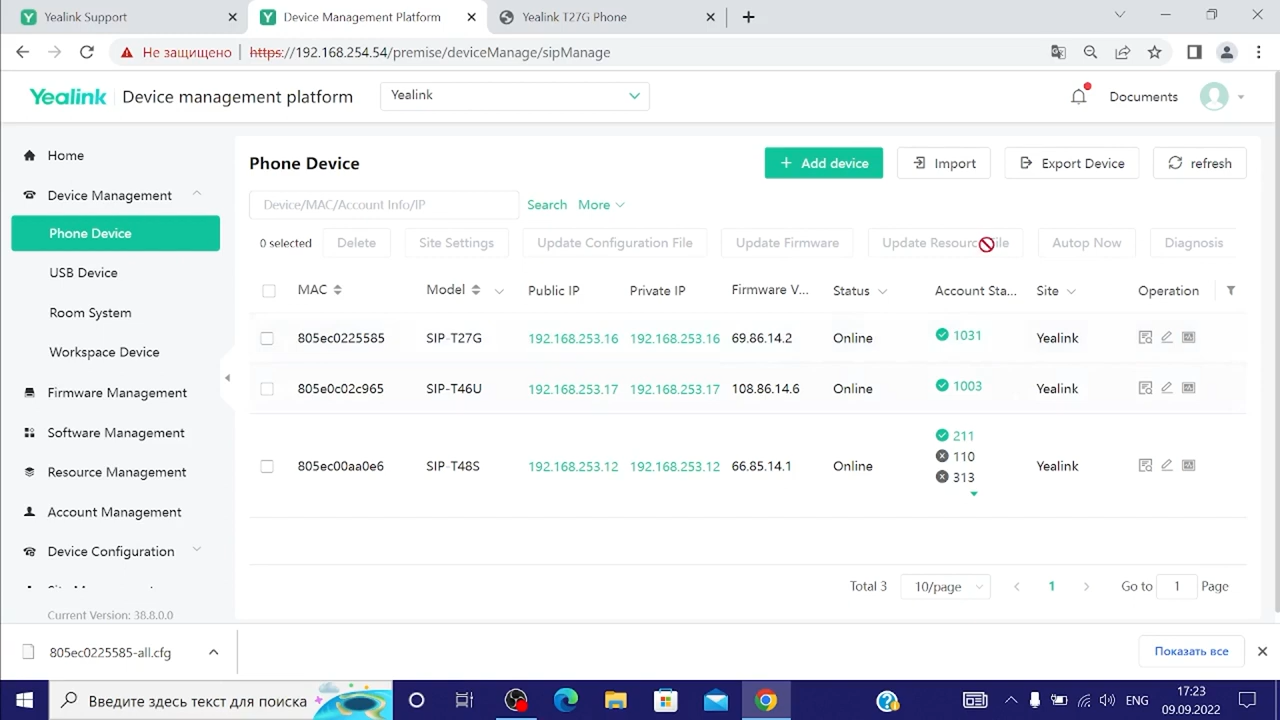 Yealink Support
Device Management Platform
Yealink T27G Phone
Не защищено
https://192.168.254.54/premise/deviceManage/sipManage
Yealink
Device management platform
Yealink
Documents
Home
Device Management
Phone Device
USB Device
Room System
Workspace Device
Firmware Management
Software Management
Resource Management
Account Management
Device Configuration
Current Version: 38.8.0.0
Phone Device
Add device
Import
Export Device
refresh
Device/MAC/Account Info/IP
Search
More
0 selected
Delete
Site Settings
Update Configuration File
Update Firmware
Update Resource File
Autop Now
Diagnosis
MAC Model Public IP Private IP Firmware V... Status Account Sta... Site Operation
805ec0225585 SIP-T27G 192.168.253.16 192.168.253.16 69.86.14.2 Online 1031 Yealink
805e0c02c965 SIP-T46U 192.168.253.17 192.168.253.17 108.86.14.6 Online 1003 Yealink
805ec00aa0e6 SIP-T48S 192.168.253.12 192.168.253.12 66.85.14.1 Online 211 Yealink
110
313
Total 3
10/page
1
Go to 1 Page
805ec0225585-all.cfg
Показать все
Введите здесь текст для поиска
ENG
17:23
09.09.2022